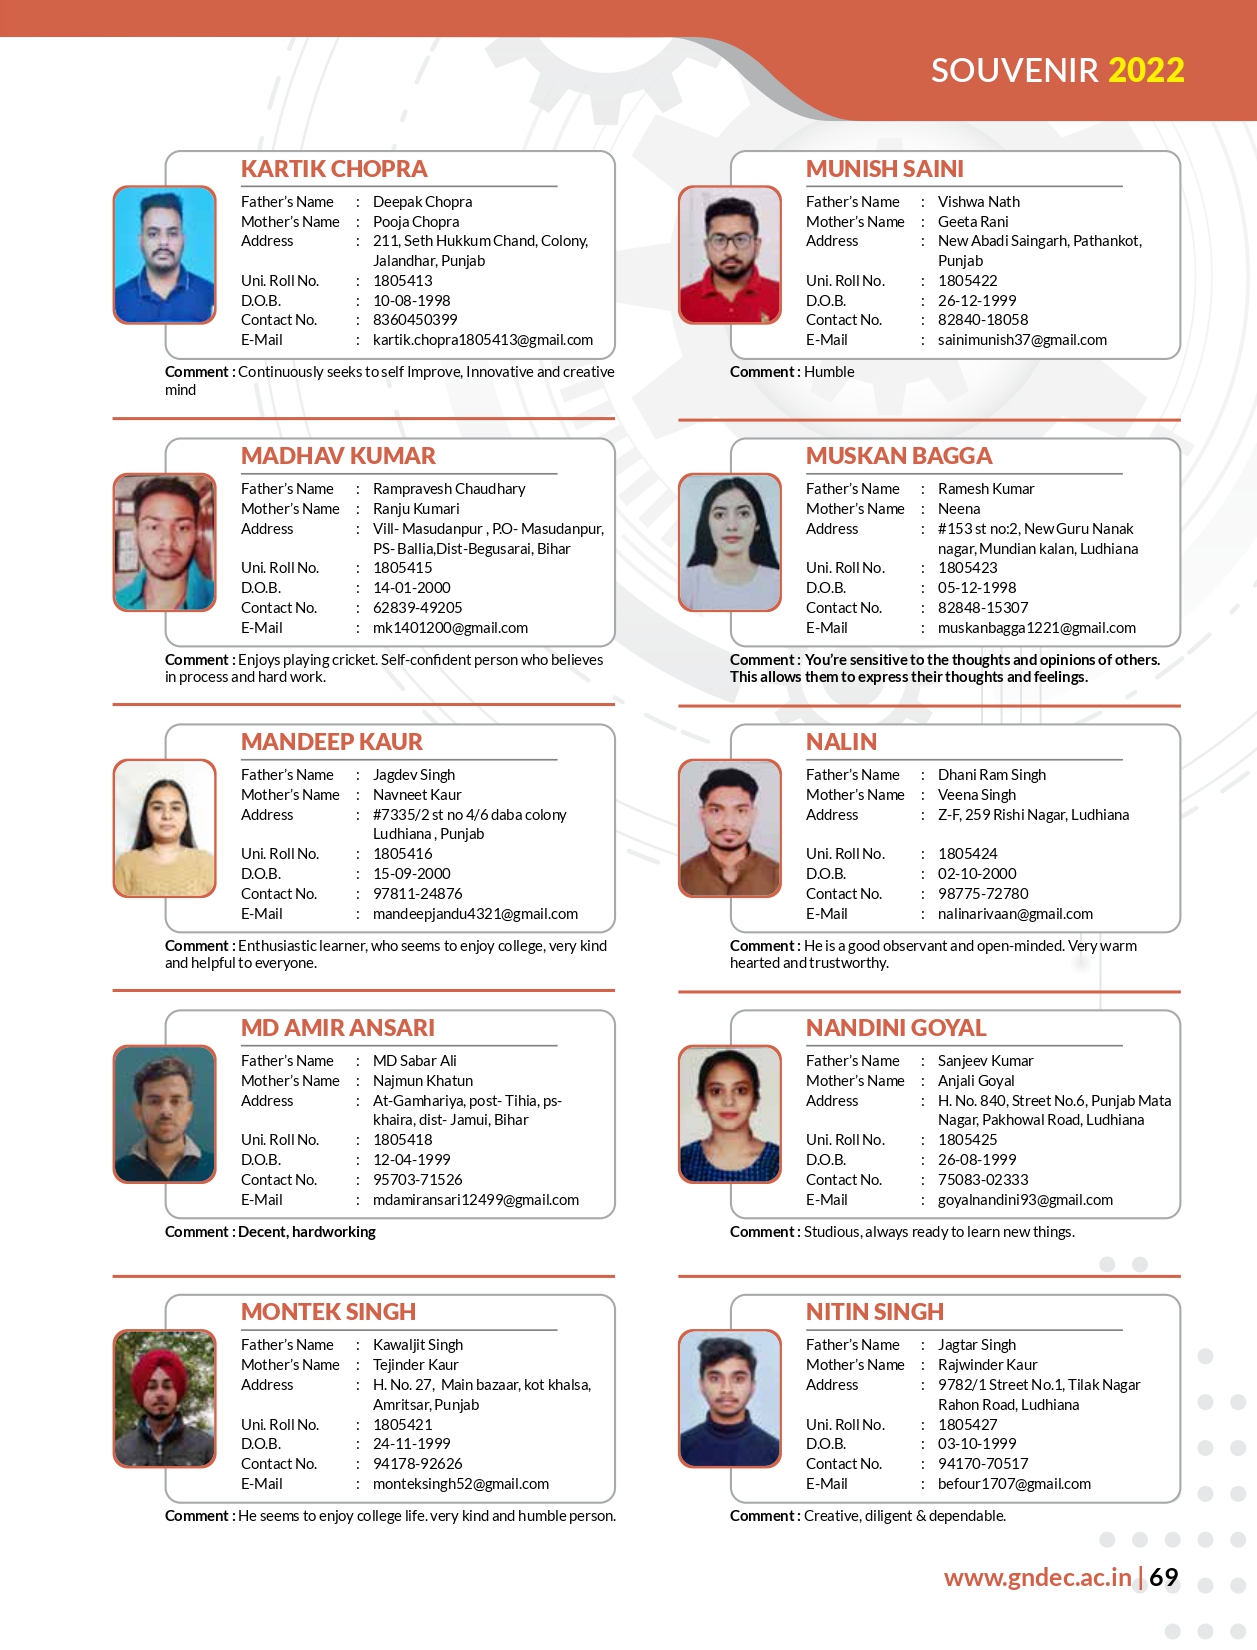 SOUVENIR 2022
KARTIK CHOPRA
Father's Name : Deepak Chopra
Mother's Name : Pooja Chopra
Address : 211, Seth Hukkum Chand, Colony,
Jalandhar, Punjab
Uni. Roll No. : 1805413
D.O.B. : 10-08-1998
Contact No. : 8360450399
E-Mail : kartik.chopra1805413@gmail.com
Comment : Continuously seeks to self Improve, Innovative and creative
mind
MADHAV KUMAR
Father's Name : Rampravesh Chaudhary
Mother's Name : Ranju Kumari
Address : Vill- Masudanpur , P.O- Masudanpur,
PS- Ballia,Dist-Begusarai, Bihar
Uni. Roll No. : 1805415
D.O.B. : 14-01-2000
Contact No. : 62839-49205
E-Mail : mk1401200@gmail.com
Comment : Enjoys playing cricket. Self-confident person who believes
in process and hard work.
MANDEEP KAUR
Father's Name : Jagdev Singh
Mother's Name : Navneet Kaur
Address : #7335/2 st no 4/6 daba colony
Ludhiana , Punjab
Uni. Roll No. : 1805416
D.O.B. : 15-09-2000
Contact No. : 97811-24876
E-Mail : mandeepjandu4321@gmail.com
Comment : Enthusiastic learner, who seems to enjoy college, very kind
and helpful to everyone.
MD AMIR ANSARI
Father's Name : MD Sabar Ali
Mother's Name : Najmun Khatun
Address : At-Gamhariya, post- Tihia, ps-
khaira, dist- Jamui, Bihar
Uni. Roll No. : 1805418
D.O.B. : 12-04-1999
Contact No. : 95703-71526
E-Mail : mdamiransari12499@gmail.com
Comment : Decent, hardworking
MONTEK SINGH
Father's Name : Kawaljit Singh
Mother's Name : Tejinder Kaur
Address : H. No. 27, Main bazaar, kot khalsa,
Amritsar, Punjab
Uni. Roll No. : 1805421
D.O.B. : 24-11-1999
Contact No. : 94178-92626
E-Mail : monteksingh52@gmail.com
Comment : He seems to enjoy college life. very kind and humble person.
MUNISH SAINI
Father's Name : Vishwa Nath
Mother's Name : Geeta Rani
Address : New Abadi Saingarh, Pathankot,
Punjab
Uni. Roll No. : 1805422
D.O.B. : 26-12-1999
Contact No. : 82840-18058
E-Mail : sainimunish37@gmail.com
Comment : Humble
MUSKAN BAGGA
Father's Name : Ramesh Kumar
Mother's Name : Neena
Address : #153 st no:2, New Guru Nanak
nagar, Mundian kalan, Ludhiana
Uni. Roll No. : 1805423
D.O.B. : 05-12-1998
Contact No. : 82848-15307
E-Mail : muskanbagga1221@gmail.com
Comment : You're sensitive to the thoughts and opinions of others.
This allows them to express their thoughts and feelings.
NALIN
Father's Name : Dhani Ram Singh
Mother's Name : Veena Singh
Address : Z-F, 259 Rishi Nagar, Ludhiana
Uni. Roll No. : 1805424
D.O.B. : 02-10-2000
Contact No. : 98775-72780
E-Mail : nalinarivaan@gmail.com
Comment : He is a good observant and open-minded. Very warm
hearted and trustworthy.
NANDINI GOYAL
Father's Name : Sanjeev Kumar
Mother's Name : Anjali Goyal
Address : H. No. 840, Street No.6, Punjab Mata
Nagar, Pakhowal Road, Ludhiana
Uni. Roll No. : 1805425
D.O.B. : 26-08-1999
Contact No. : 75083-02333
E-Mail : goyalnandini93@gmail.com
Comment : Studious, always ready to learn new things.
NITIN SINGH
Father's Name : Jagtar Singh
Mother's Name : Rajwinder Kaur
Address : 9782/1 Street No.1, Tilak Nagar
Rahon Road, Ludhiana
Uni. Roll No. : 1805427
D.O.B. : 03-10-1999
Contact No. : 94170-70517
E-Mail : befour1707@gmail.com
Comment : Creative, diligent & dependable.
www.gndec.ac.in | 69